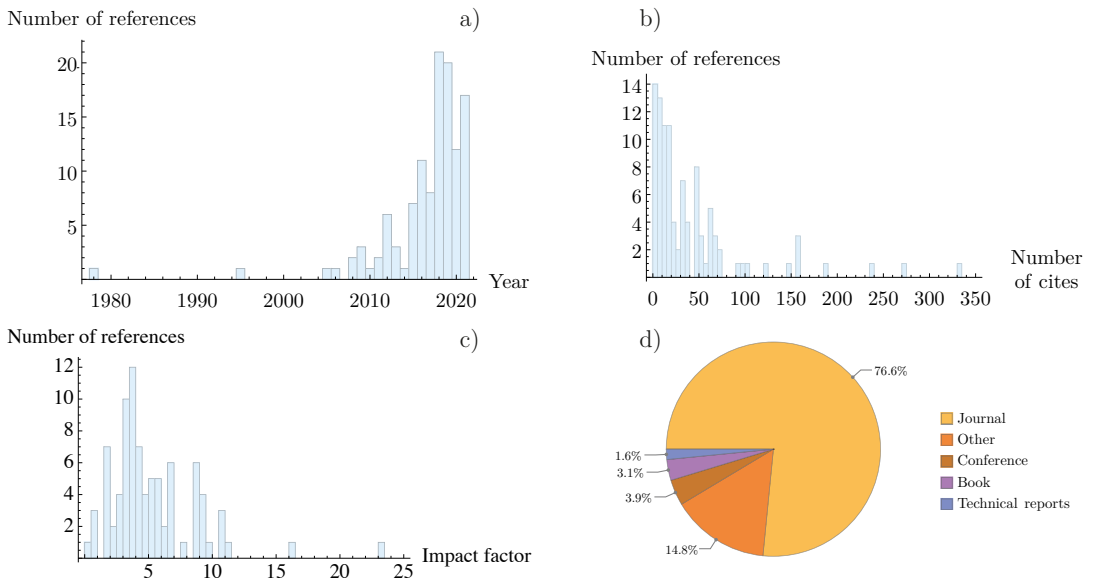 Number of references
a)
20
15
10
5
1980 1990 2000 2010 2020
Year
b)
Number of references
14
12
10
8
6
4
2
0 50 100 150 200 250 300 350
Number
of cites
Number of references
c)
12
10
8
6
4
2
5 10 15 20 25
Impact factor
d)
76.6%
1.6%
3.1%
3.9%
14.8%
Journal
Other
Conference
Book
Technical reports